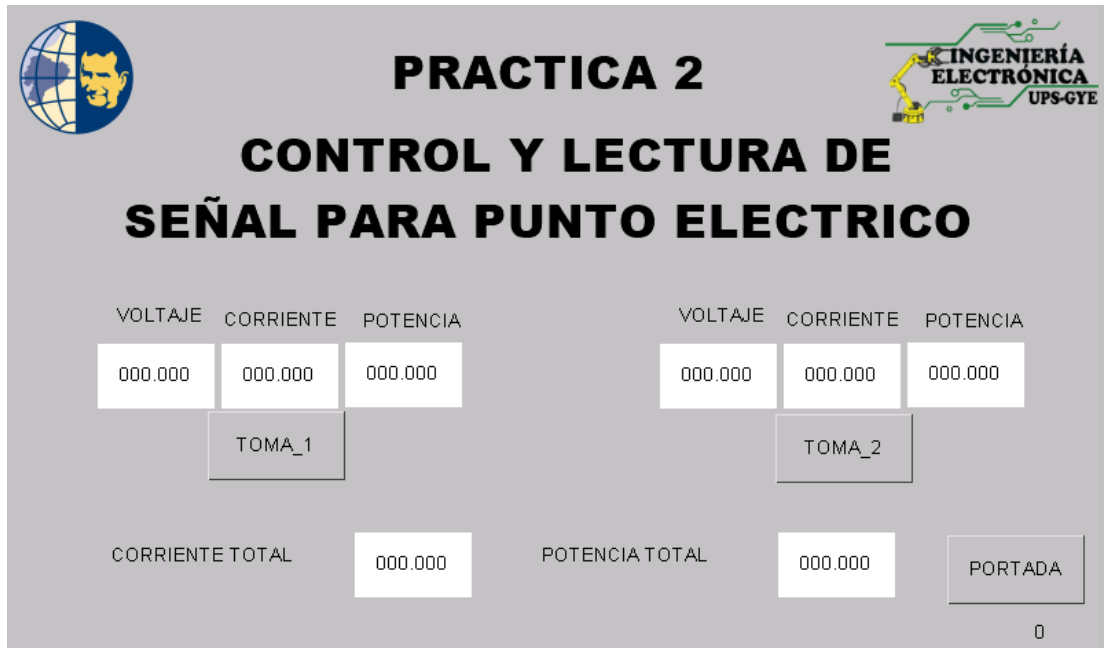 PRACTICA 2
INGENIERÍA
ELECTRÓNICA
UPS-GYE
CONTROL Y LECTURA DE
SEÑAL PARA PUNTO ELECTRICO
VOLTAJE CORRIENTE POTENCIA
000.000 000.000 000.000
TOMA_1
VOLTAJE CORRIENTE POTENCIA
000.000 000.000 000.000
TOMA_2
CORRIENTE TOTAL 000.000 POTENCIA TOTAL 000.000 PORTADA
0